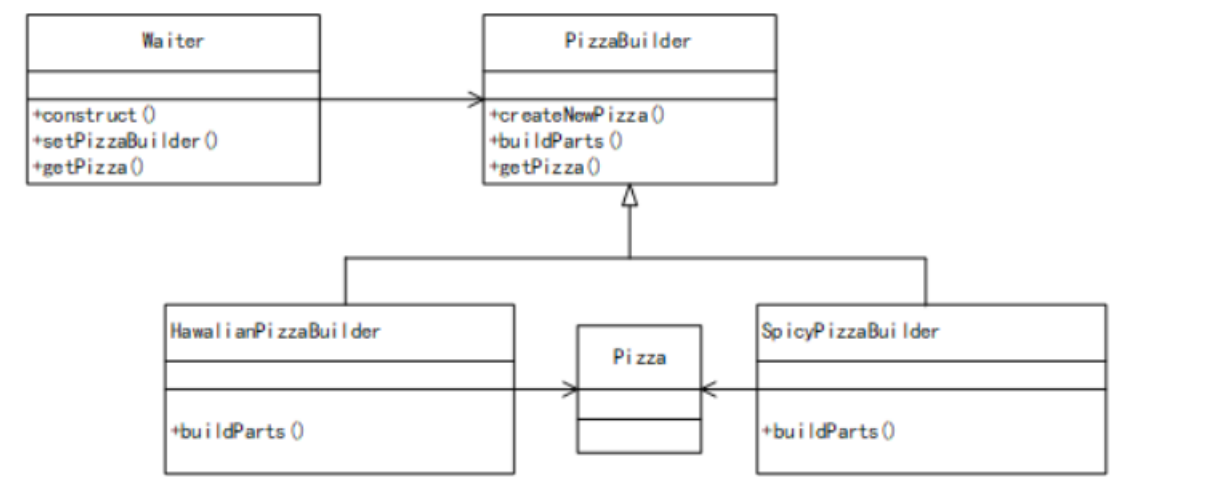 Waiter
+construct()
+setPizzaBuilder()
+getPizza()
PizzaBuilder
+createNewPizza()
+buildParts()
+getPizza()
HawalianPizzaBuilder
+buildParts()
Pizza
SpicyPizzaBuilder
+buildParts()